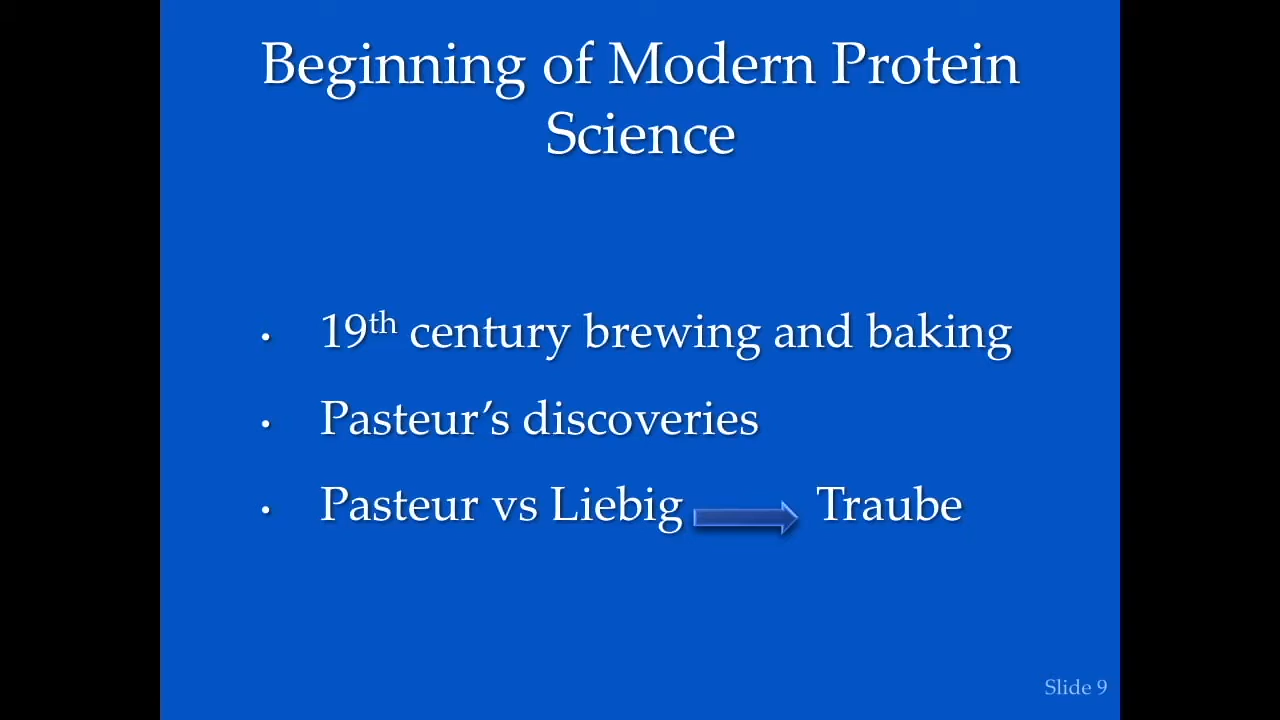 Beginning of Modern Protein
Science
• 19th century brewing and baking
• Pasteur’s discoveries
• Pasteur vs Liebig Traube
Slide 9